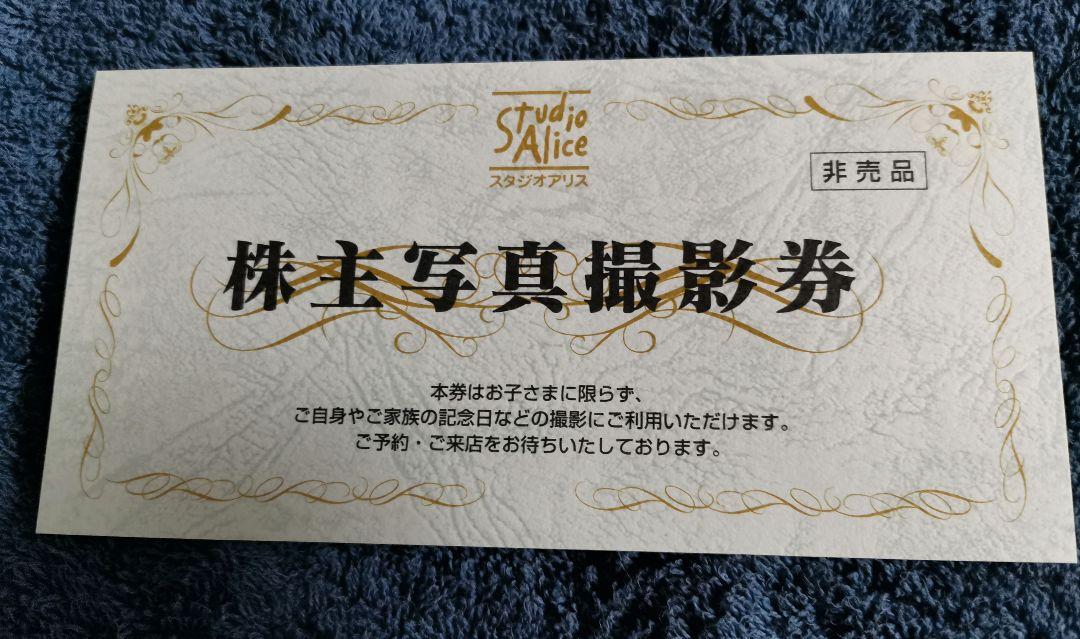 Studio
Alice
スタジオアリス
非売品
株主写真撮影券
本券はお子さまに限らず、
ご自身やご家族の記念日などの撮影にご利用いただけます。
ご予約・ご来店をお待ちいたしております。